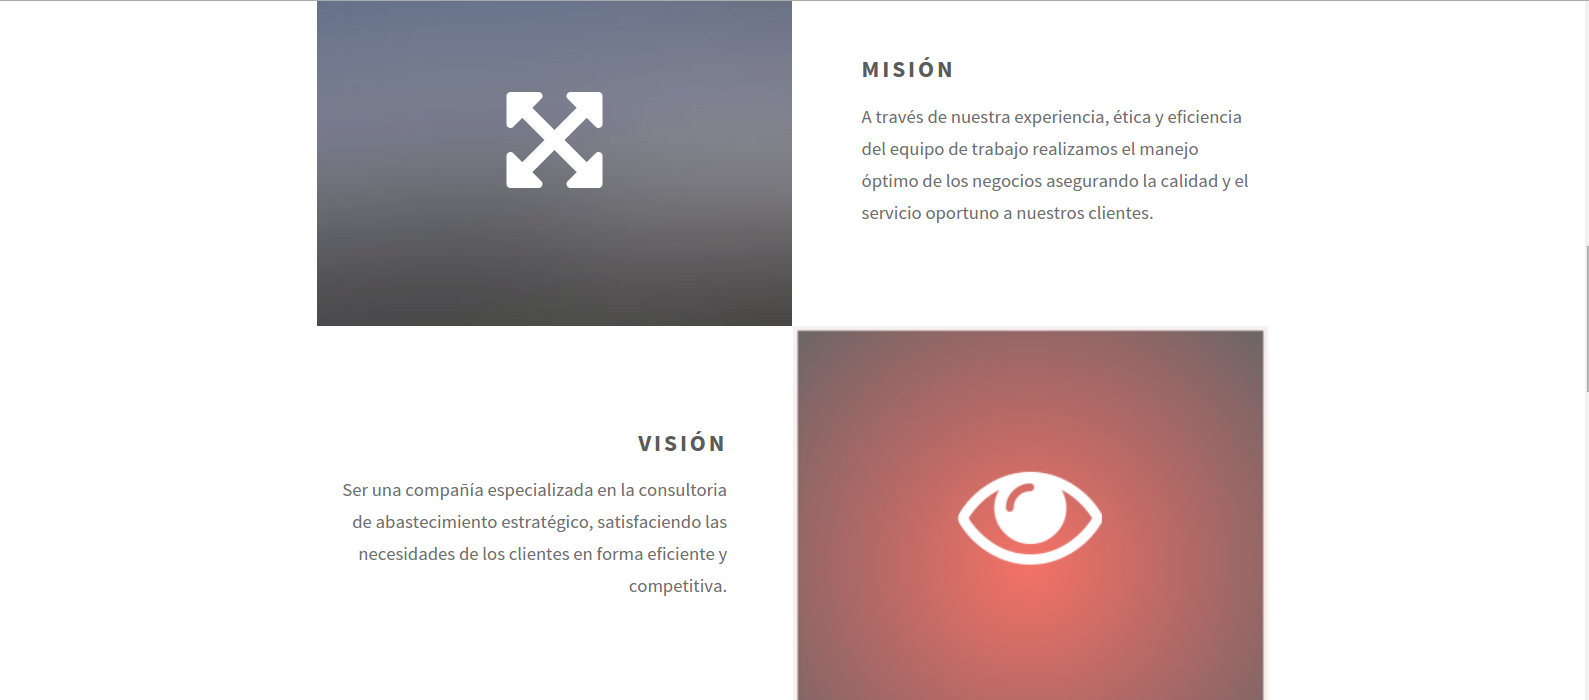 MISIÓN
A través de nuestra experiencia, ética y eficiencia
del equipo de trabajo realizamos el manejo
óptimo de los negocios asegurando la calidad y el
servicio oportuno a nuestros clientes.
VISIÓN
Ser una compañía especializada en la consultoria
de abastecimiento estratégico, satisfaciendo las
necesidades de los clientes en forma eficiente y
competitiva.